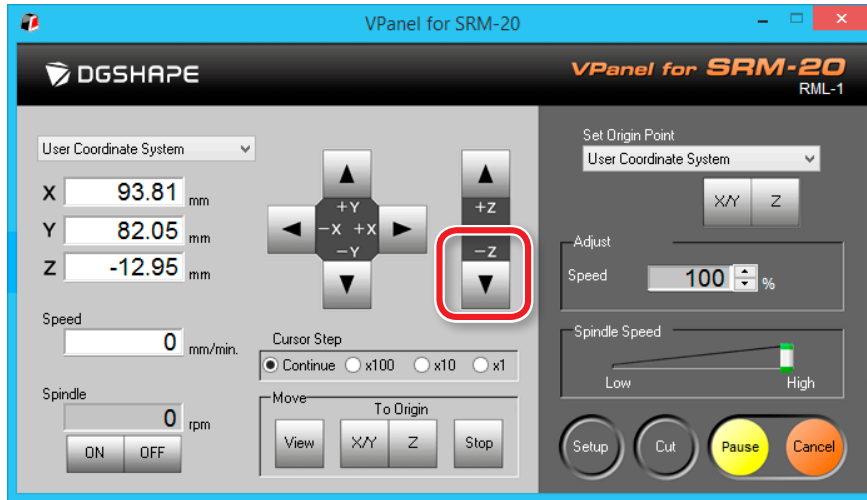 VPanel for SRM-20
DGSHAPE
VPanel for SRM-20
RML-1
User Coordinate System
X 93.81 mm
Y 82.05 mm
Z -12.95 mm
Speed
0 mm/min.
Spindle
0 rpm
ON OFF
+Y
-X +X
-Y
+Z
-Z
Cursor Step
Continue x100 x10 x1
Move
To Origin
View X/Y Z Stop
Set Origin Point
User Coordinate System
X/Y Z
Adjust
Speed 100 %
Spindle Speed
Low High
Setup Cut Pause Cancel